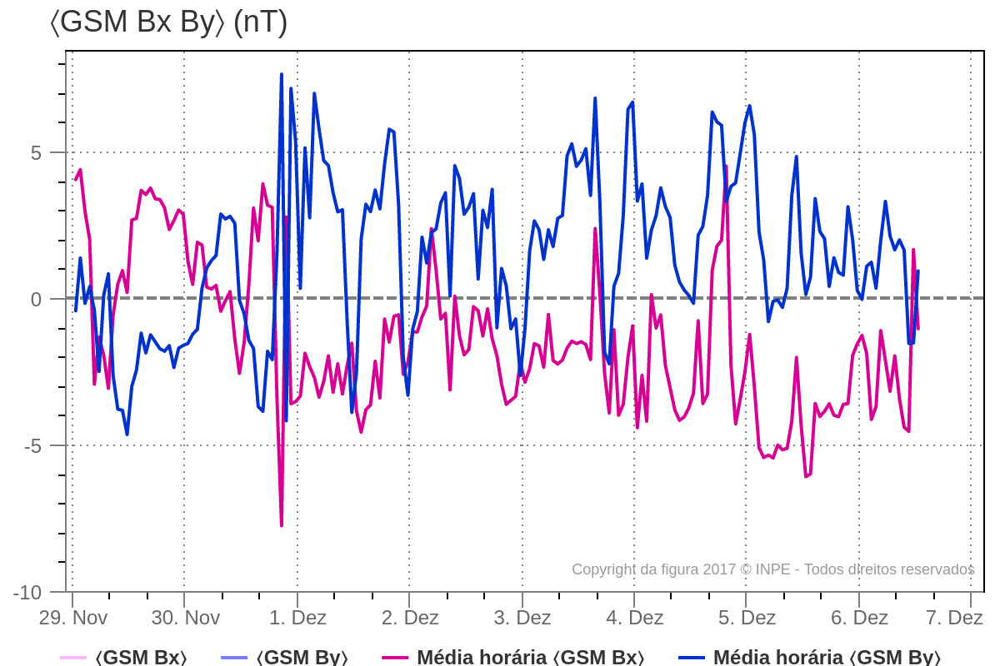 ⟨GSM Bx By⟩ (nT)
5
0
-5
-10
Copyright da figura 2017 © INPE - Todos direitos reservados
29. Nov 30. Nov 1. Dez 2. Dez 3. Dez 4. Dez 5. Dez 6. Dez 7. Dez
⟨GSM Bx⟩ ⟨GSM By⟩ Média horária ⟨GSM Bx⟩ Média horária ⟨GSM By⟩